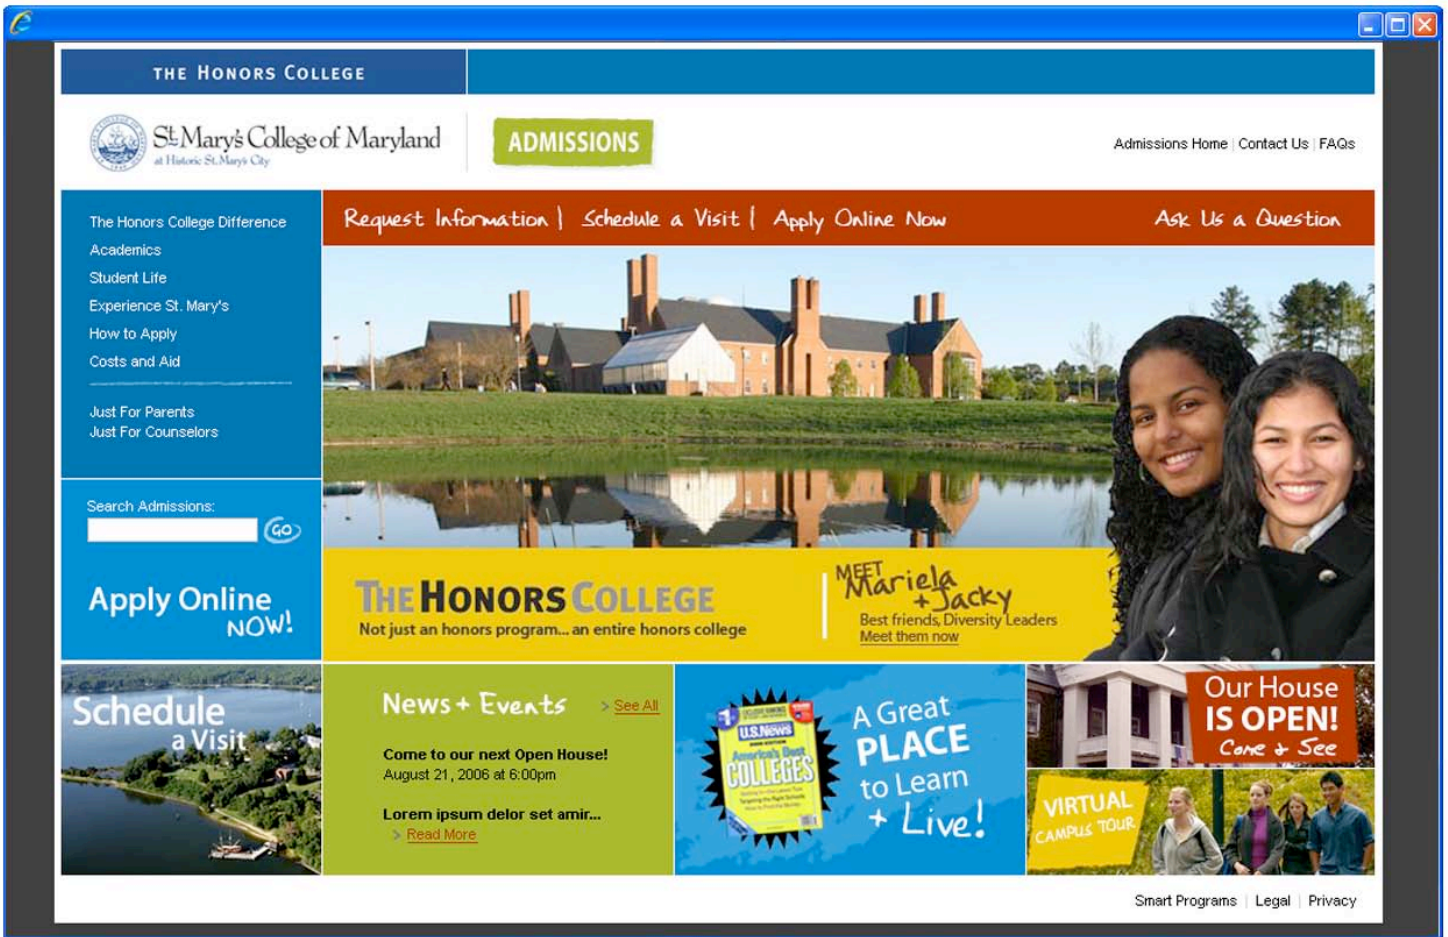 THE HONORS COLLEGE
St. Mary's College of Maryland
at Historic St. Mary's City
ADMISSIONS
Admissions Home | Contact Us | FAQs
The Honors College Difference
Academics
Student Life
Experience St. Mary's
How to Apply
Costs and Aid
Just For Parents
Just For Counselors
Request Information | Schedule a Visit | Apply Online Now
Ask Us a Question
Search Admissions:
GO
Apply Online
NOW!
THE HONORS COLLEGE
Not just an honors program... an entire honors college
MEET
Mariela
+ Jacky
Best friends, Diversity Leaders
Meet them now
Schedule
a Visit
News + Events
> See All
Come to our next Open House!
August 21, 2006 at 6:00pm
Lorem ipsum delor set amir...
> Read More
U.S.News
America's Best
COLLEGES
A Great
PLACE
to Learn
+ Live!
Our House
IS OPEN!
Come + See
VIRTUAL
CAMPUS TOUR
Smart Programs | Legal | Privacy